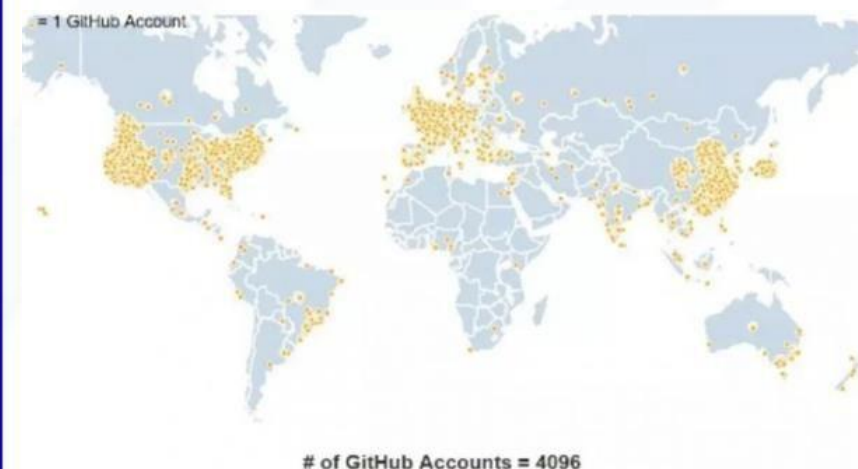 = 1 GitHub Account
# of GitHub Accounts = 4096